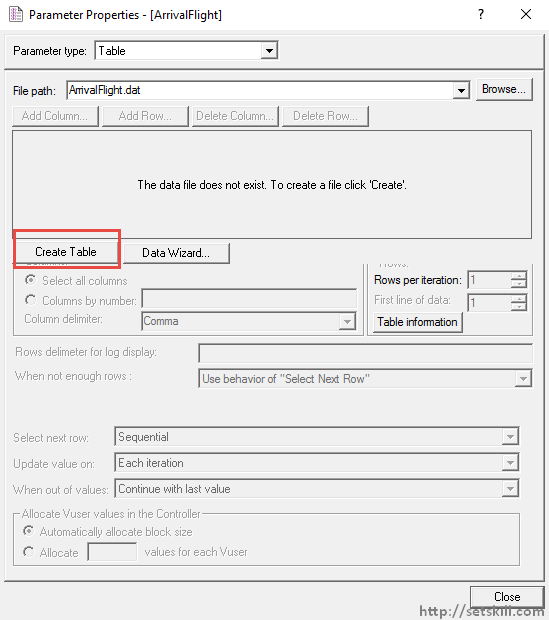 Parameter Properties - [ArrivalFlight]
Parameter type: Table
File path: ArrivalFlight.dat Browse...
Add Column... Add Row... Delete Column... Delete Row...
The data file does not exist. To create a file click 'Create'.
Create Table Data Wizard...
Columns: Rows:
Select all columns Rows per iteration: 1
Columns by number: First line of data: 1
Column delimiter: Comma Table information
Rows delimeter for log display:
When not enough rows : Use behavior of "Select Next Row"
Select next row: Sequential
Update value on: Each iteration
When out of values: Continue with last value
Allocate Vuser values in the Controller
Automatically allocate block size
Allocate values for each Vuser
Close
http://setskill.com